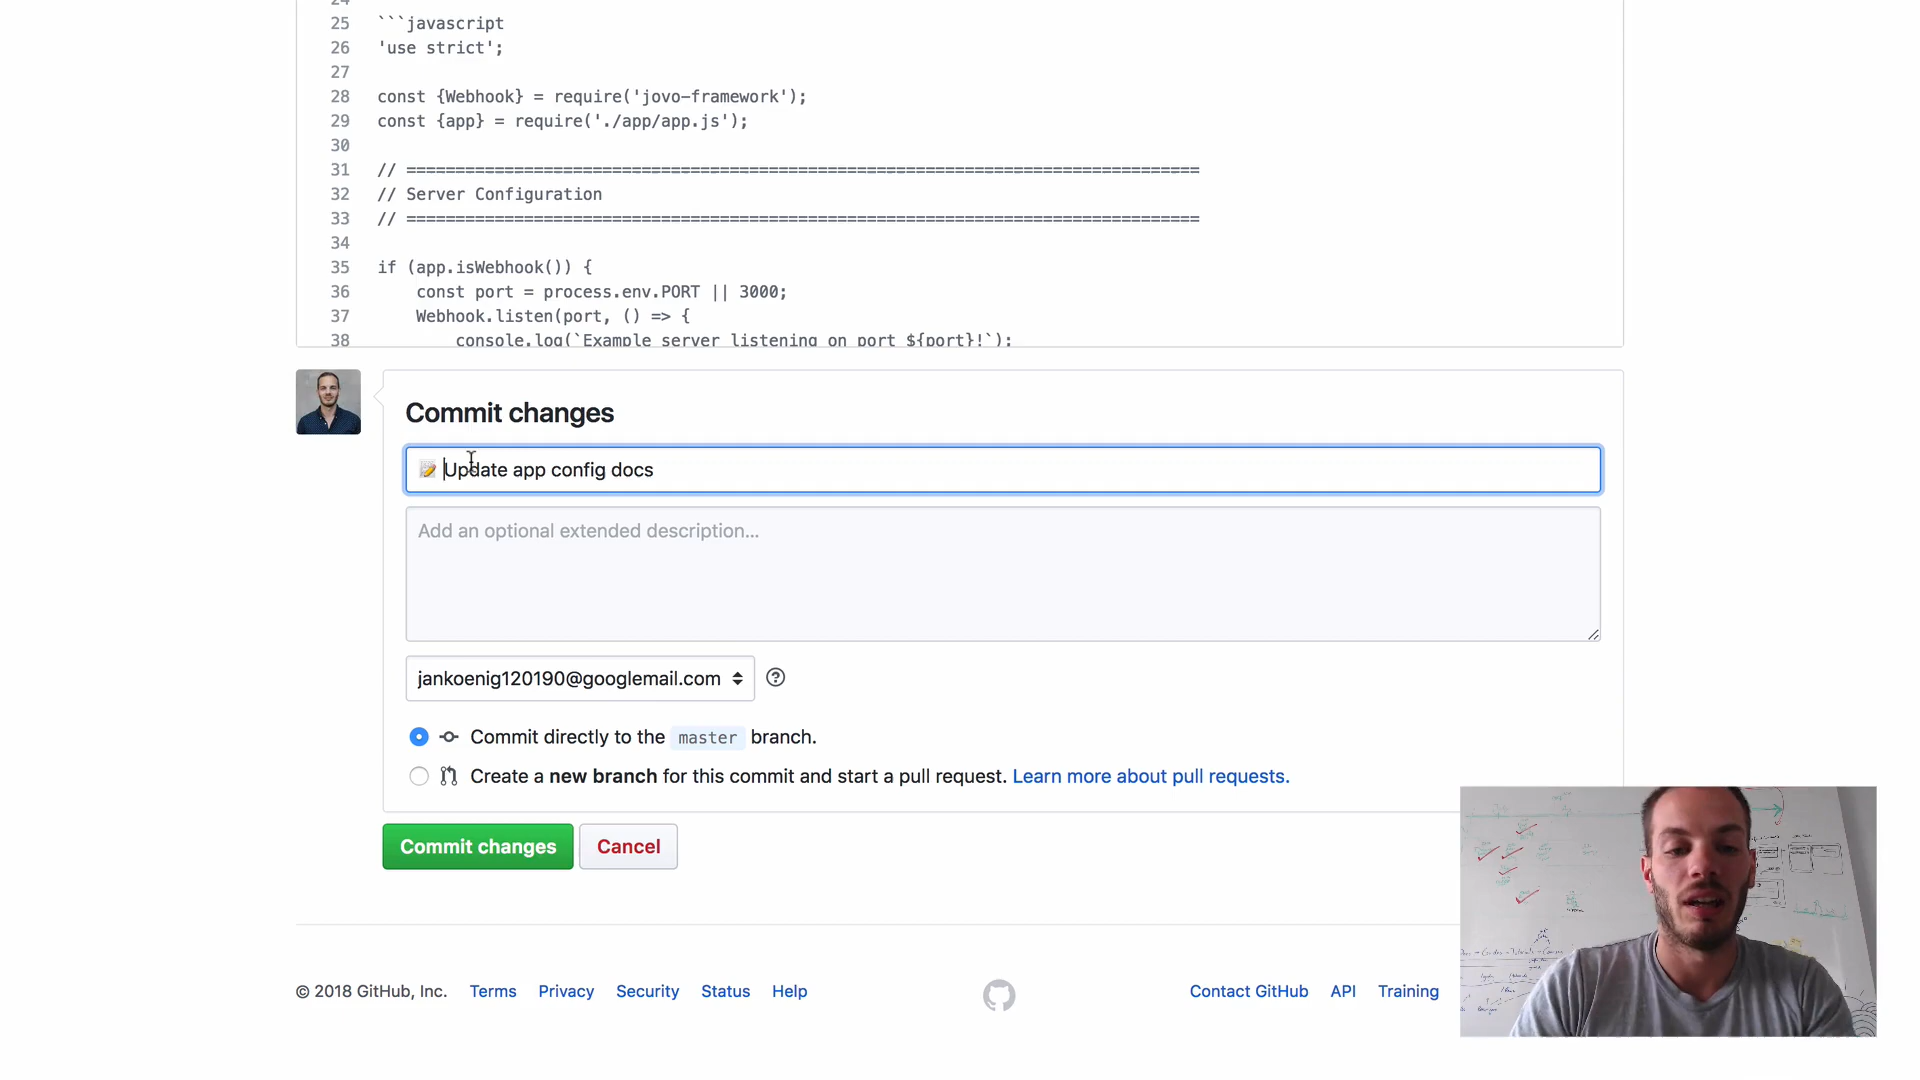 25 ```javascript
26 'use strict';
27
28 const {Webhook} = require('jovo-framework');
29 const {app} = require('./app/app.js');
30
31 // =================================================================================
32 // Server Configuration
33 // =================================================================================
34
35 if (app.isWebhook()) {
36 const port = process.env.PORT || 3000;
37 Webhook.listen(port, () => {
38 console.log(`Example server listening on port ${port}!`);
Commit changes
📝 Update app config docs
Add an optional extended description...
jankoenig120190@googlemail.com
Commit directly to the master branch.
Create a new branch for this commit and start a pull request. Learn more about pull requests.
Commit changes Cancel
© 2018 GitHub, Inc. Terms Privacy Security Status Help Contact GitHub API Training